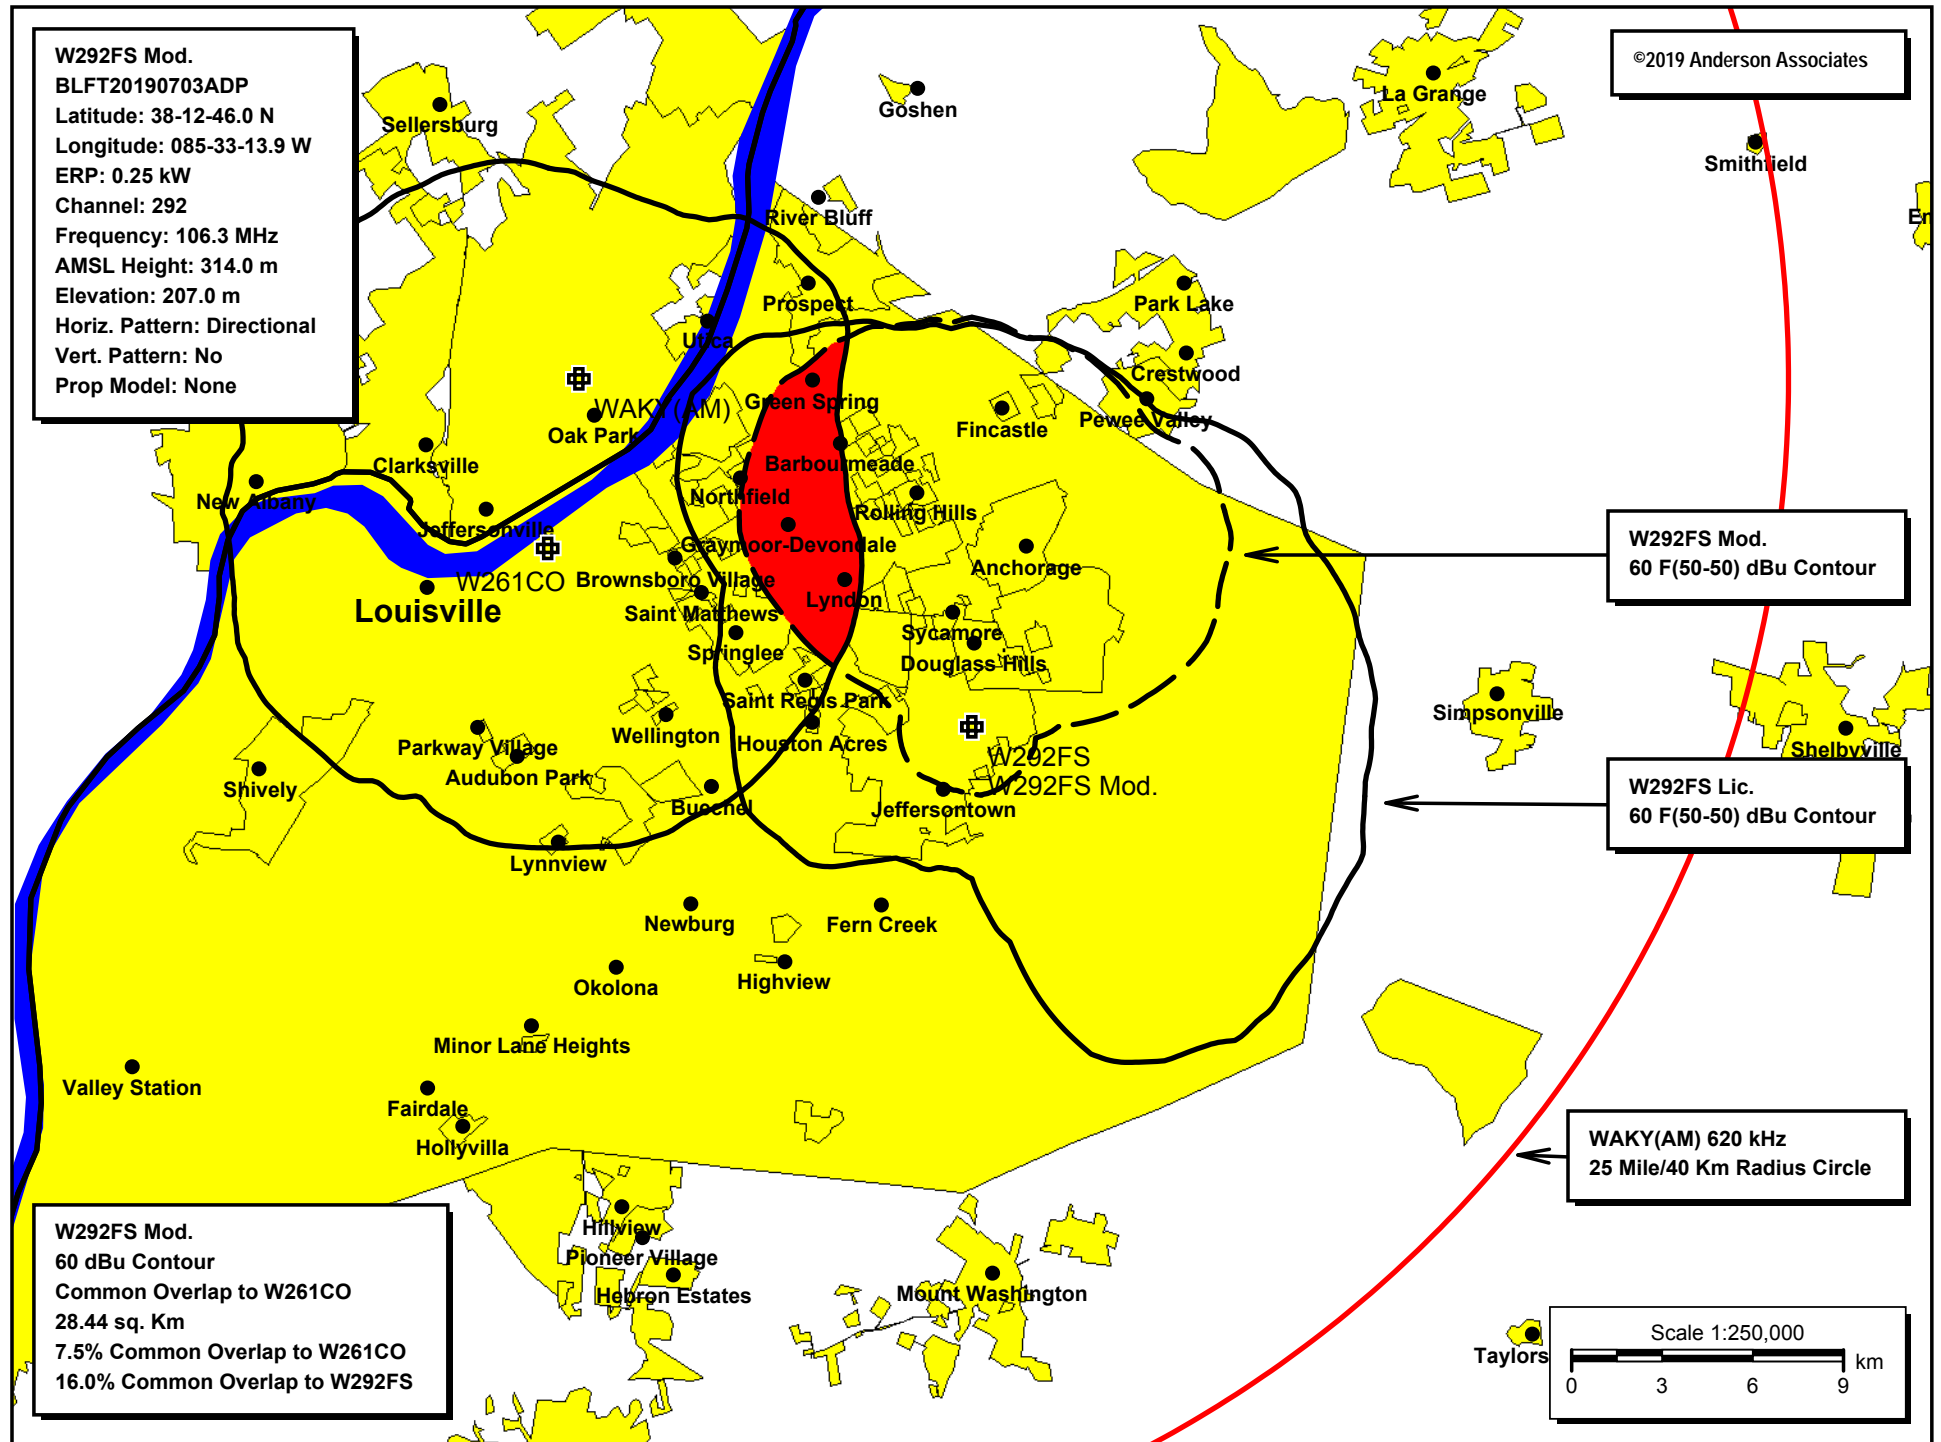 W292FS Mod.
BLFT20190703ADP
Latitude: 38-12-46.0 N
Longitude: 085-33-13.9 W
ERP: 0.25 kW
Channel: 292
Frequency: 106.3 MHz
AMSL Height: 314.0 m
Elevation: 207.0 m
Horiz. Pattern: Directional
Vert. Pattern: No
Prop Model: None
©2019 Anderson Associates
Sellersburg
Goshen
La Grange
Smithfield
River Bluff
En
Prospect
Park Lake
Utica
Crestwood
Green Spring
WAKY(AM)
Oak Park
Fincastle
Pewee Valley
Clarksville
Barbourmeade
New Albany
Northfield
Rolling Hills
Jeffersonville
Graymoor-Devondale
Anchorage
W292FS Mod.
60 F(50-50) dBu Contour
W261CO
Brownsboro Village
Louisville
Saint Matthews
Lyndon
Sycamore
Springlee
Douglass Hills
Saint Regis Park
Simpsonville
Wellington
Houston Acres
Parkway Village
Audubon Park
W292FS
W292FS Mod.
Shelbyville
Shively
Buechel
Jeffersontown
W292FS Lic.
60 F(50-50) dBu Contour
Lynnview
Newburg
Fern Creek
Okolona
Highview
Minor Lane Heights
Valley Station
Fairdale
Hollyvilla
WAKY(AM) 620 kHz
25 Mile/40 Km Radius Circle
Hillview
Pioneer Village
Hebron Estates
Mount Washington
W292FS Mod.
60 dBu Contour
Common Overlap to W261CO
28.44 sq. Km
7.5% Common Overlap to W261CO
16.0% Common Overlap to W292FS
Taylors
Scale 1:250,000
km
0 3 6 9